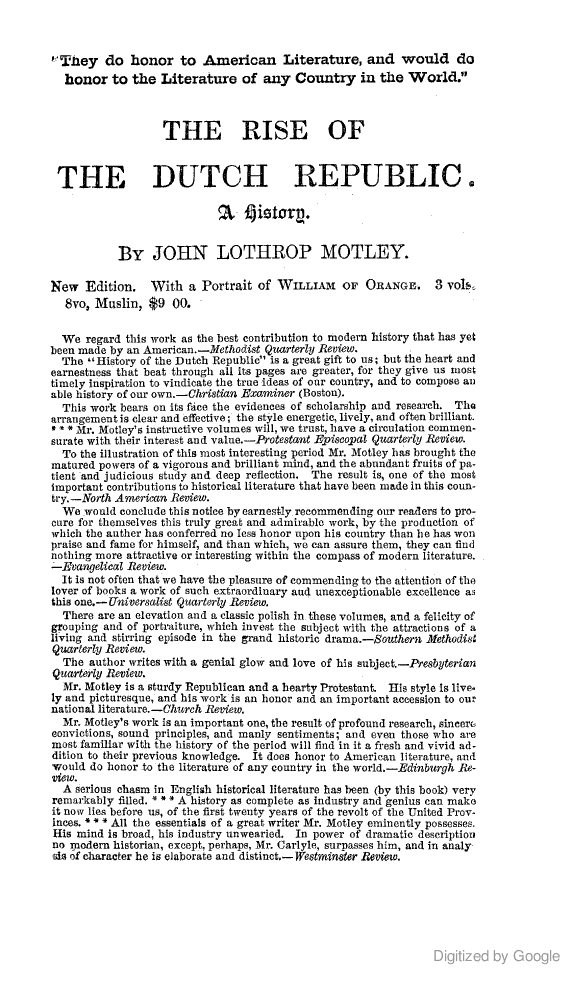 "They do honor to American Literature, and would do
honor to the Literature of any Country in the World."
THE RISE OF
THE DUTCH REPUBLIC.
A History.
BY JOHN LOTHROP MOTLEY.
New Edition. With a Portrait of WILLIAM OF ORANGE. 3 vols.
8vo, Muslin, $9 00.
We regard this work as the best contribution to modern history that has yet
been made by an American.—Methodist Quarterly Review.
The "History of the Dutch Republic" is a great gift to us; but the heart and
earnestness that beat through all its pages are greater, for they give us most
timely inspiration to vindicate the true ideas of our country, and to compose an
able history of our own.—Christian Examiner (Boston).
This work bears on its face the evidences of scholarship and research. The
arrangement is clear and effective; the style energetic, lively, and often brilliant.
* * * Mr. Motley's instructive volumes will, we trust, have a circulation commen-
surate with their interest and value.—Protestant Episcopal Quarterly Review.
To the illustration of this most interesting period Mr. Motley has brought the
matured powers of a vigorous and brilliant mind, and the abundant fruits of pa-
tient and judicious study and deep reflection. The result is, one of the most
important contributions to historical literature that have been made in this coun-
try.—North American Review.
We would conclude this notice by earnestly recommending our readers to pro-
cure for themselves this truly great and admirable work, by the production of
which the auther has conferred no less honor upon his country than he has won
praise and fame for himself, and than which, we can assure them, they can find
nothing more attractive or interesting within the compass of modern literature.
—Evangelical Review.
It is not often that we have the pleasure of commending to the attention of the
lover of books a work of such extraordinary and unexceptionable excellence as
this one.—Universalist Quarterly Review.
There are an elevation and a classic polish in these volumes, and a felicity of
grouping and of portraiture, which invest the subject with the attractions of a
living and stirring episode in the grand historic drama.—Southern Methodist
Quarterly Review.
The author writes with a genial glow and love of his subject.—Presbyterian
Quarterly Review.
Mr. Motley is a sturdy Republican and a hearty Protestant. His style is live-
ly and picturesque, and his work is an honor and an important accession to our
national literature.—Church Review.
Mr. Motley's work is an important one, the result of profound research, sincere
convictions, sound principles, and manly sentiments; and even those who are
most familiar with the history of the period will find in it a fresh and vivid ad-
dition to their previous knowledge. It does honor to American literature, and
would do honor to the literature of any country in the world.—Edinburgh Re-
view.
A serious chasm in English historical literature has been (by this book) very
remarkably filled. * * * A history as complete as industry and genius can make
it now lies before us, of the first twenty years of the revolt of the United Prov-
inces. * * * All the essentials of a great writer Mr. Motley eminently possesses.
His mind is broad, his industry unwearied. In power of dramatic description
no modern historian, except, perhaps, Mr. Carlyle, surpasses him, and in analy-
sis of character he is elaborate and distinct.—Westminster Review.
Digitized by Google